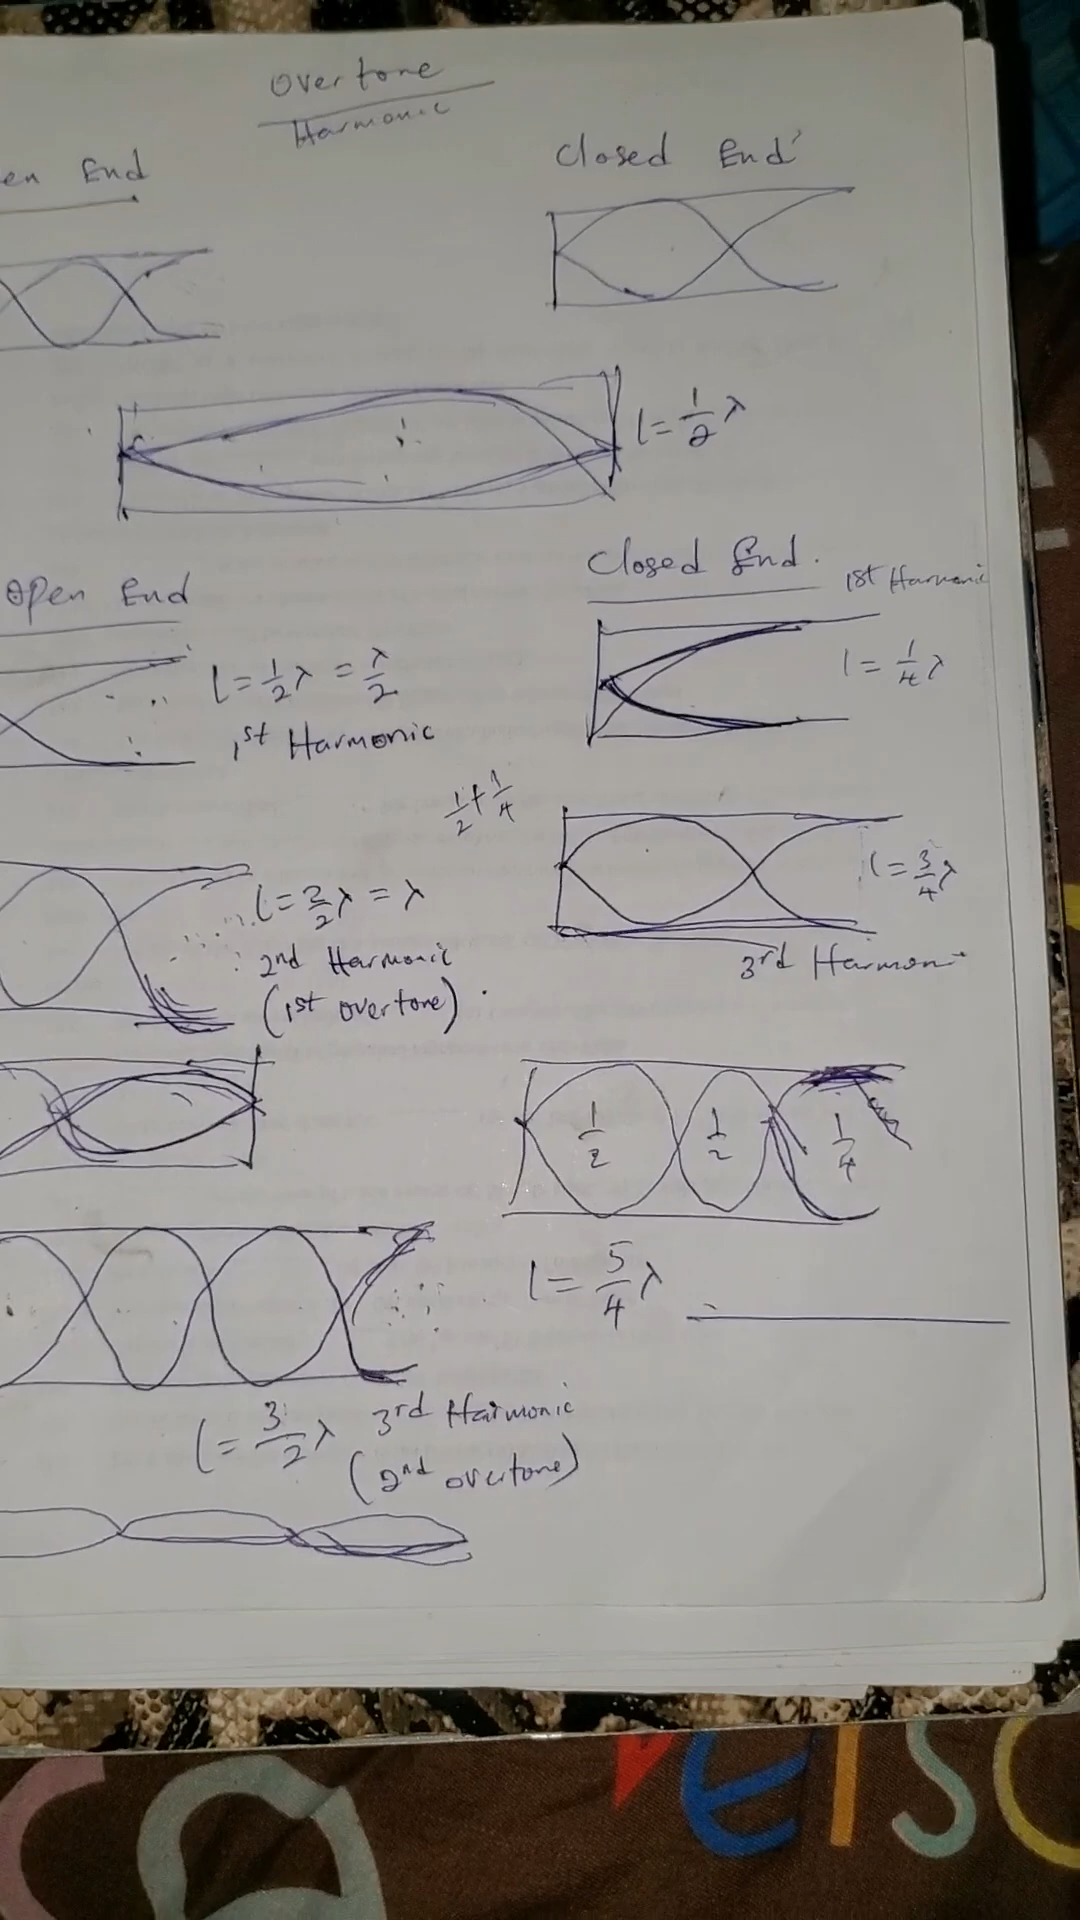 Overtone
Harmonic
en End
Closed End
l = 1/2 λ
Open End
Closed End.
1st Harmonic
l = 1/2 λ = λ/2
1st Harmonic
l = 1/4 λ
1/2 + 1/4
l = 3/4 λ
l = 2/2 λ = λ
2nd Harmonic
(1st overtone).
3rd Harmon
1/2 1/2 1/4
l = 5/4 λ
l = 3/2 λ 3rd Harmonic
(2nd overtone)